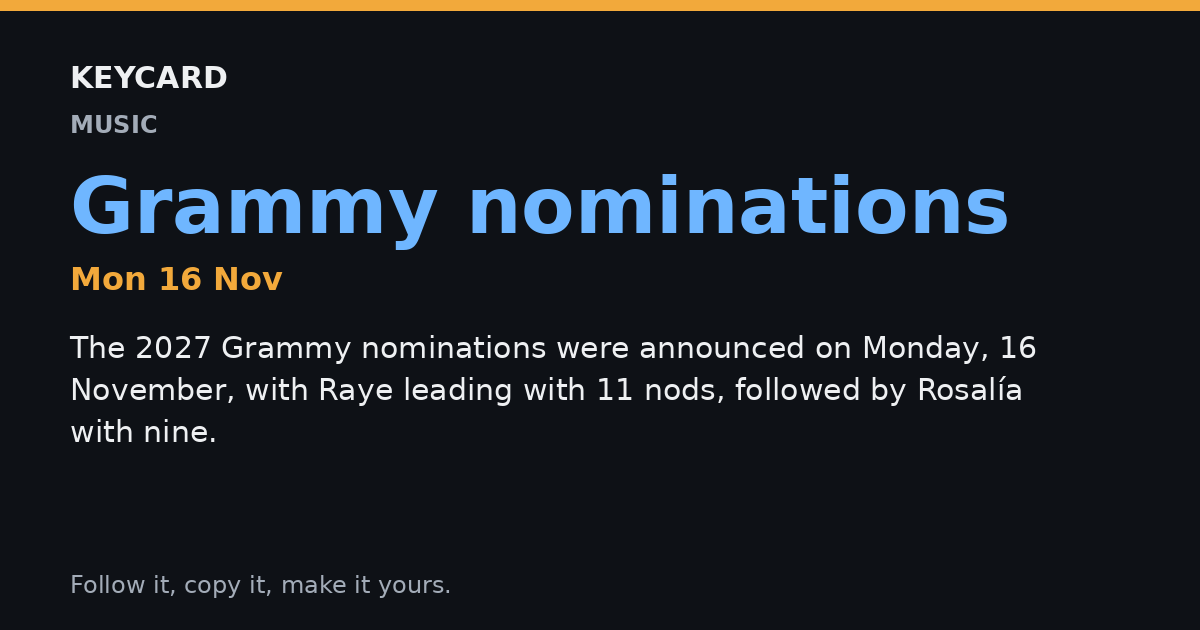 KEYCARD
MUSIC
Grammy nominations
Mon 16 Nov
The 2027 Grammy nominations were announced on Monday, 16
November, with Raye leading with 11 nods, followed by Rosalía
with nine.
Follow it, copy it, make it yours.